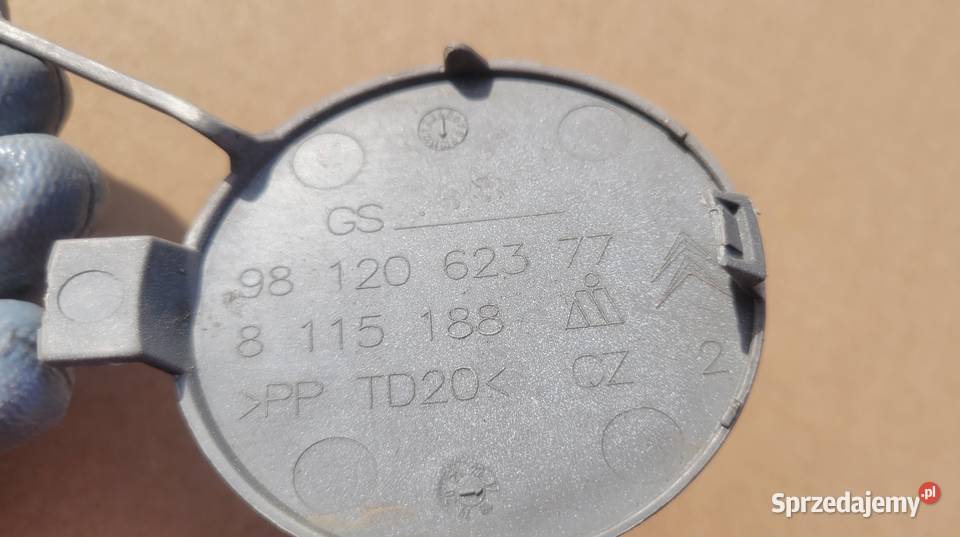 GS
98 120 623 77
8 115 188
>PP TD20< CZ 2
Sprzedajemy.pl